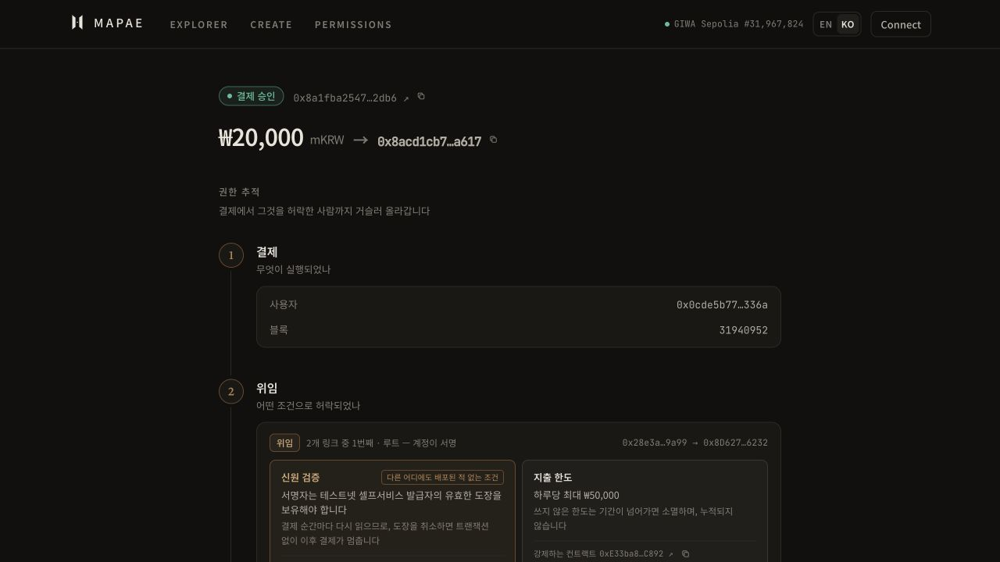 MAPAE EXPLORER CREATE PERMISSIONS GIWA Sepolia #31,967,824 EN KO Connect
결제 승인 0x8a1fba2547…2db6 ↗
₩20,000 mKRW → 0x8acd1cb7…a617
권한 추적
결제에서 그것을 허락한 사람까지 거슬러 올라갑니다
1 결제
무엇이 실행되었나
사용자 0x0cde5b77…336a
블록 31940952
2 위임
어떤 조건으로 허락되었나
위임 2개 링크 중 1번째 · 루트 — 계정이 서명 0x28e3a…9a99 → 0x8D627…6232
신원 검증 다른 어디에도 배포된 적 없는 조건
서명자는 테스트넷 셀프서비스 발급자의 유효한 도장을
보유해야 합니다
결제 순간마다 다시 읽으므로, 도장을 취소하면 트랜잭션
없이 이후 결제가 멈춥니다
지출 한도
하루당 최대 ₩50,000
쓰지 않은 한도는 기간이 넘어가면 소멸하며, 누적되지
않습니다
강제하는 컨트랙트 0xE33ba8…C892 ↗